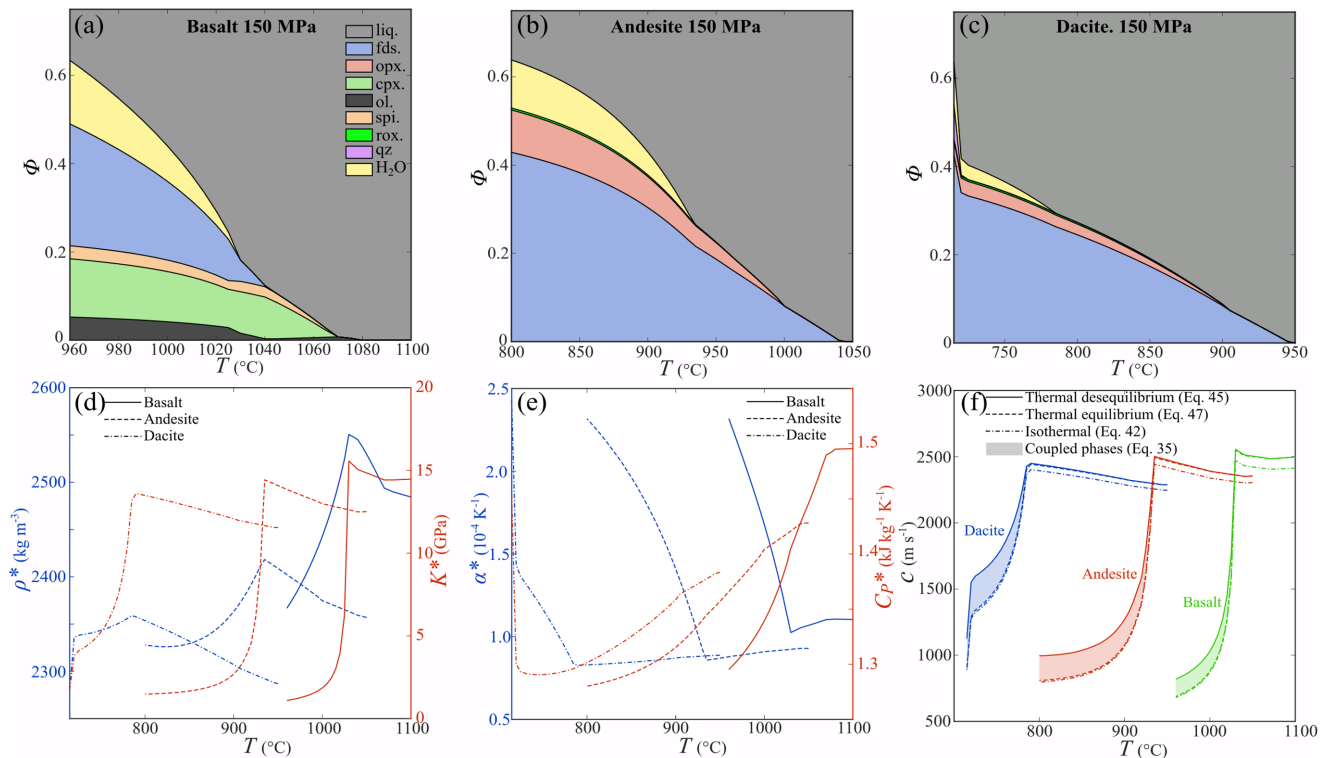 (a) Basalt 150 MPa
liq.
fds.
opx.
cpx.
ol.
spi.
rox.
qz
H₂O
Φ
0.6
0.4
0.2
0
960 980 1000 1020 1040 1060 1080 1100
T (°C)
(b) Andesite 150 MPa
Φ
0.6
0.4
0.2
0
800 850 900 950 1000 1050
T (°C)
(c) Dacite. 150 MPa
Φ
0.6
0.4
0.2
0
750 800 850 900 950
T (°C)
(d)
Basalt
Andesite
Dacite
ρ* (kg m⁻³)
2600
2500
2400
2300
K* (GPa)
20
15
10
5
0
800 900 1000 1100
T (°C)
(e)
Basalt
Andesite
Dacite
α* (10⁻⁴ K⁻¹)
2.5
2.0
1.5
1.0
0.5
Cₚ* (kJ kg⁻¹ K⁻¹)
1.5
1.4
1.3
800 900 1000 1100
T (°C)
(f)
Thermal desequilibrium (Eq. 45)
Thermal equilibrium (Eq. 47)
Isothermal (Eq. 42)
Coupled phases (Eq. 35)
Dacite
Andesite
Basalt
c (m s⁻¹)
3000
2500
2000
1500
1000
500
800 900 1000 1100
T (°C)